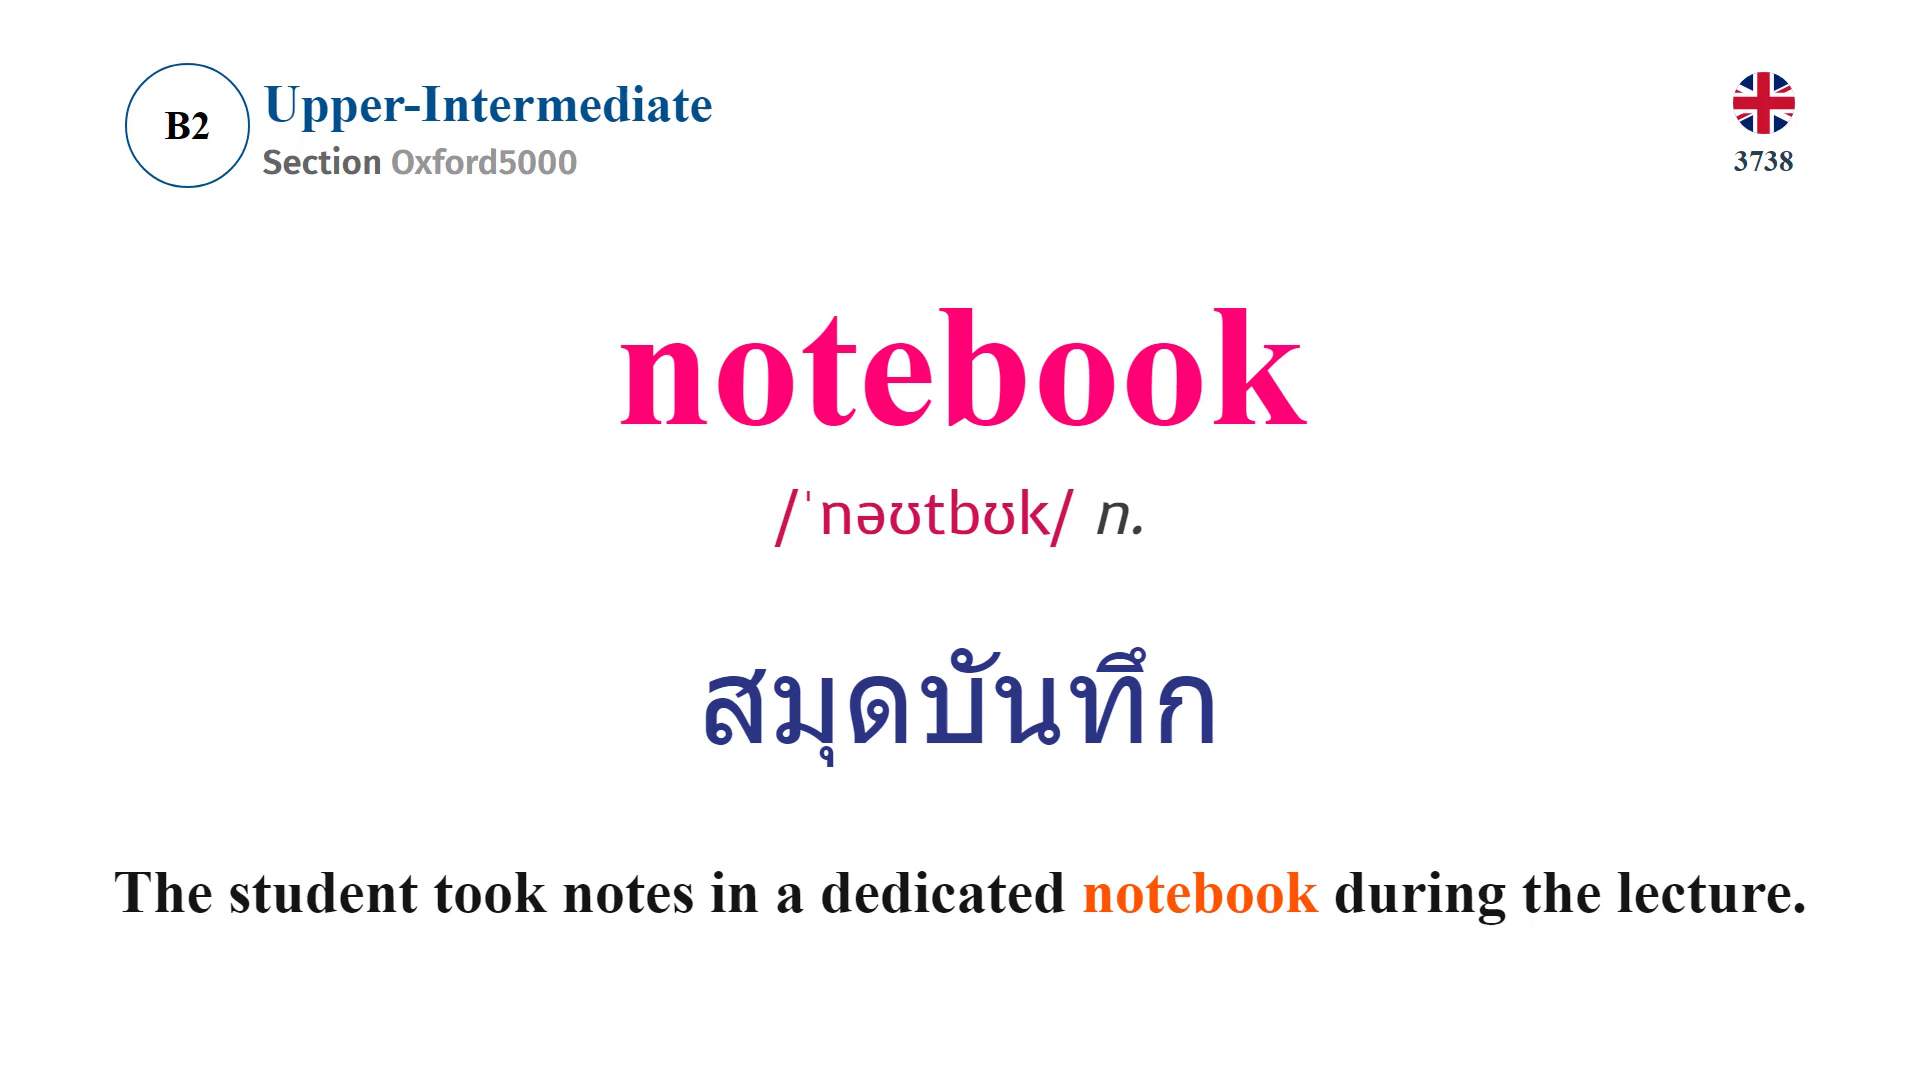 B2
Upper-Intermediate
Section Oxford5000
3738
notebook
/ˈnəʊtbʊk/ n.
สมุดบันทึก
The student took notes in a dedicated notebook during the lecture.